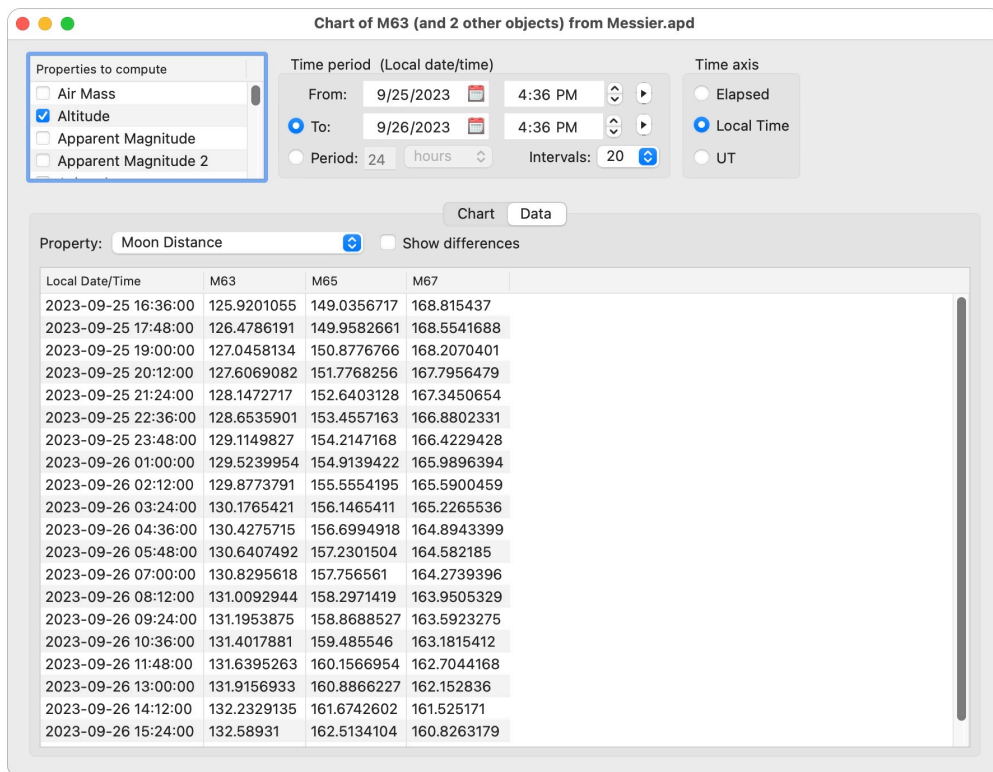 Chart of M63 (and 2 other objects) from Messier.apd
Properties to compute
Air Mass
Altitude
Apparent Magnitude
Apparent Magnitude 2
Time period (Local date/time)
From: 9/25/2023 4:36 PM
To: 9/26/2023 4:36 PM
Period: 24 hours Intervals: 20
Time axis
Elapsed
Local Time
UT
Chart Data
Property: Moon Distance Show differences
Local Date/Time M63 M65 M67
2023-09-25 16:36:00 125.9201055 149.0356717 168.815437
2023-09-25 17:48:00 126.4786191 149.9582661 168.5541688
2023-09-25 19:00:00 127.0458134 150.8776766 168.2070401
2023-09-25 20:12:00 127.6069082 151.7768256 167.7956479
2023-09-25 21:24:00 128.1472717 152.6403128 167.3450654
2023-09-25 22:36:00 128.6535901 153.4557163 166.8802331
2023-09-25 23:48:00 129.1149827 154.2147168 166.4229428
2023-09-26 01:00:00 129.5239954 154.9139422 165.9896394
2023-09-26 02:12:00 129.8773791 155.5554195 165.5900459
2023-09-26 03:24:00 130.1765421 156.1465411 165.2265536
2023-09-26 04:36:00 130.4275715 156.6994918 164.8943399
2023-09-26 05:48:00 130.6407492 157.2301504 164.582185
2023-09-26 07:00:00 130.8295618 157.756561 164.2739396
2023-09-26 08:12:00 131.0092944 158.2971419 163.9505329
2023-09-26 09:24:00 131.1953875 158.8688527 163.5923275
2023-09-26 10:36:00 131.4017881 159.485546 163.1815412
2023-09-26 11:48:00 131.6395263 160.1566954 162.7044168
2023-09-26 13:00:00 131.9156933 160.8866227 162.152836
2023-09-26 14:12:00 132.2329135 161.6742602 161.525171
2023-09-26 15:24:00 132.58931 162.5134104 160.8263179